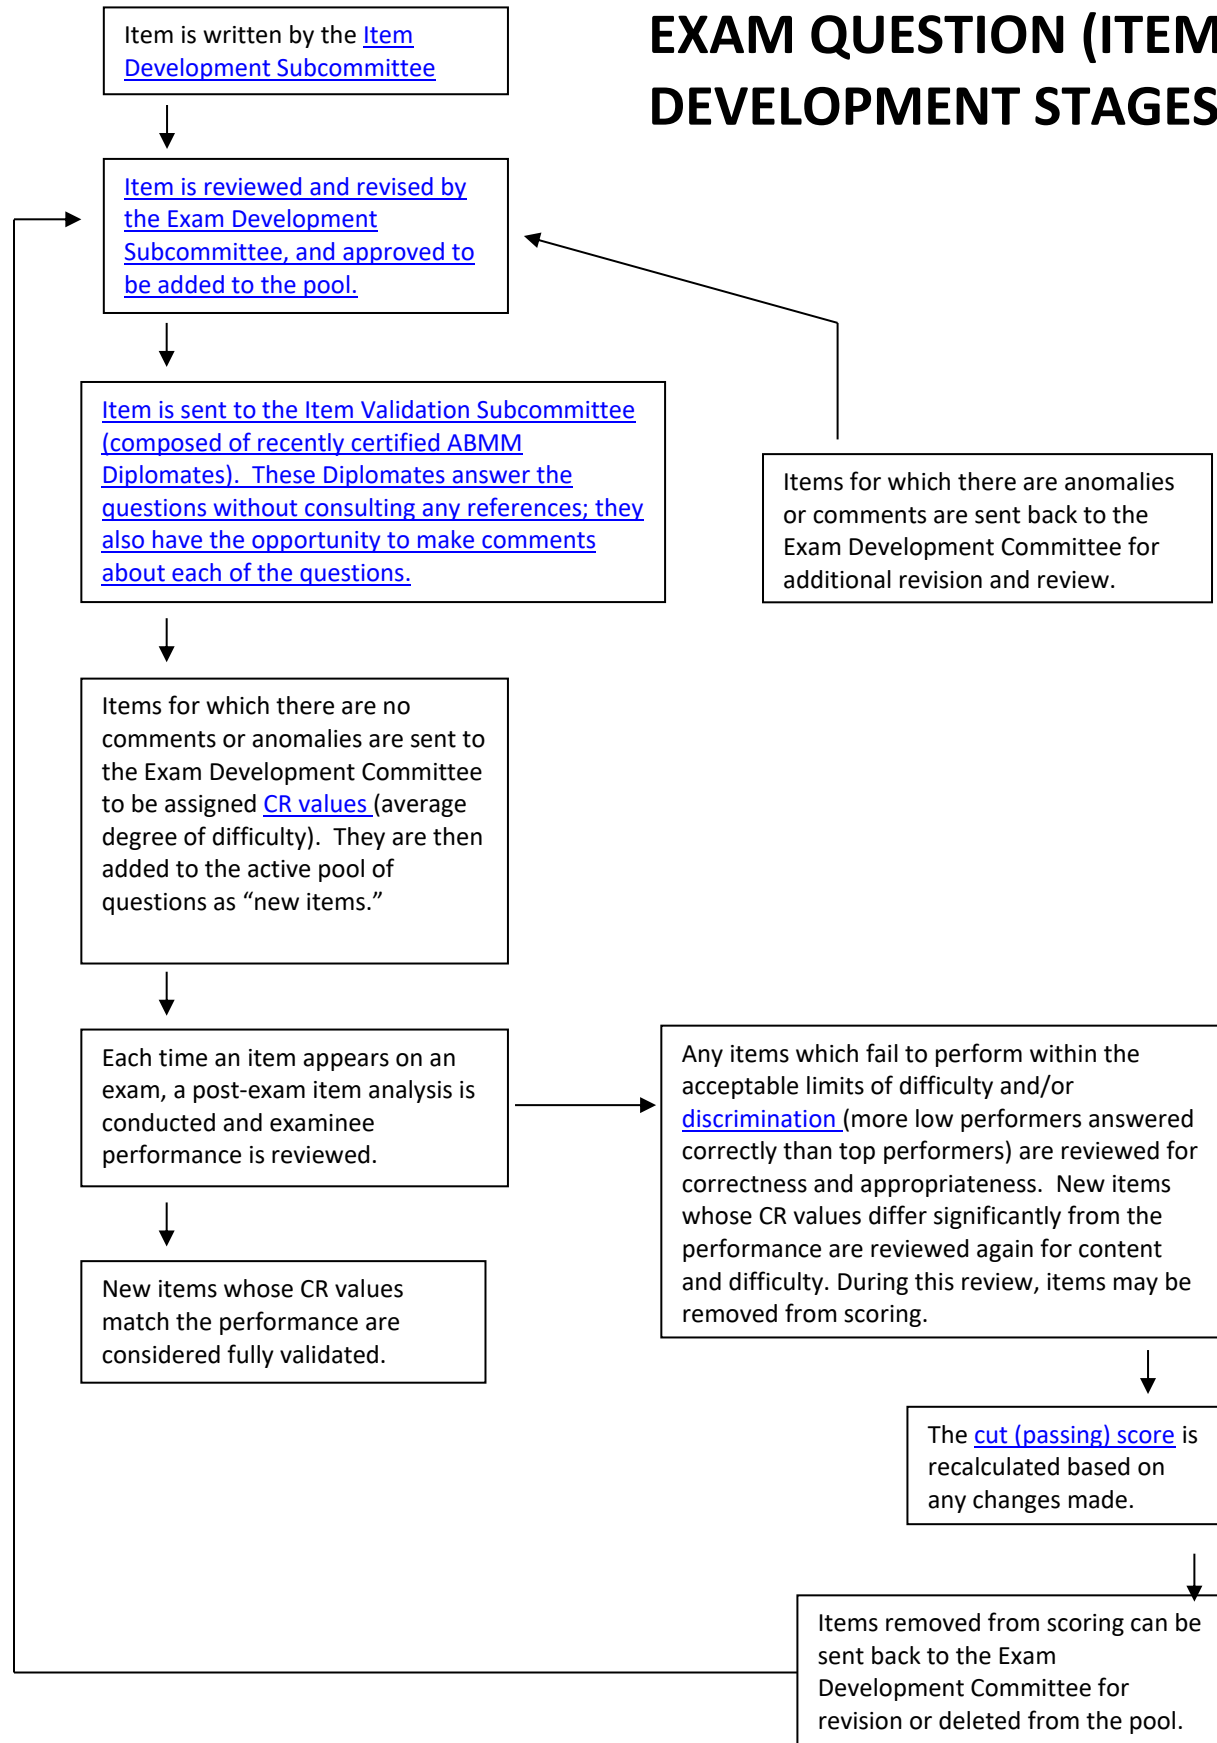 EXAM QUESTION (ITEM
DEVELOPMENT STAGES
Item is written by the Item
Development Subcommittee
Item is reviewed and revised by
the Exam Development
Subcommittee, and approved to
be added to the pool.
Item is sent to the Item Validation Subcommittee
(composed of recently certified ABMM
Diplomates).  These Diplomates answer the
questions without consulting any references; they
also have the opportunity to make comments
about each of the questions.
Items for which there are anomalies
or comments are sent back to the
Exam Development Committee for
additional revision and review.
Items for which there are no
comments or anomalies are sent to
the Exam Development Committee
to be assigned CR values (average
degree of difficulty).  They are then
added to the active pool of
questions as “new items.”
Each time an item appears on an
exam, a post-exam item analysis is
conducted and examinee
performance is reviewed.
Any items which fail to perform within the
acceptable limits of difficulty and/or
discrimination (more low performers answered
correctly than top performers) are reviewed for
correctness and appropriateness.  New items
whose CR values differ significantly from the
performance are reviewed again for content
and difficulty. During this review, items may be
removed from scoring.
New items whose CR values
match the performance are
considered fully validated.
The cut (passing) score is
recalculated based on
any changes made.
Items removed from scoring can be
sent back to the Exam
Development Committee for
revision or deleted from the pool.